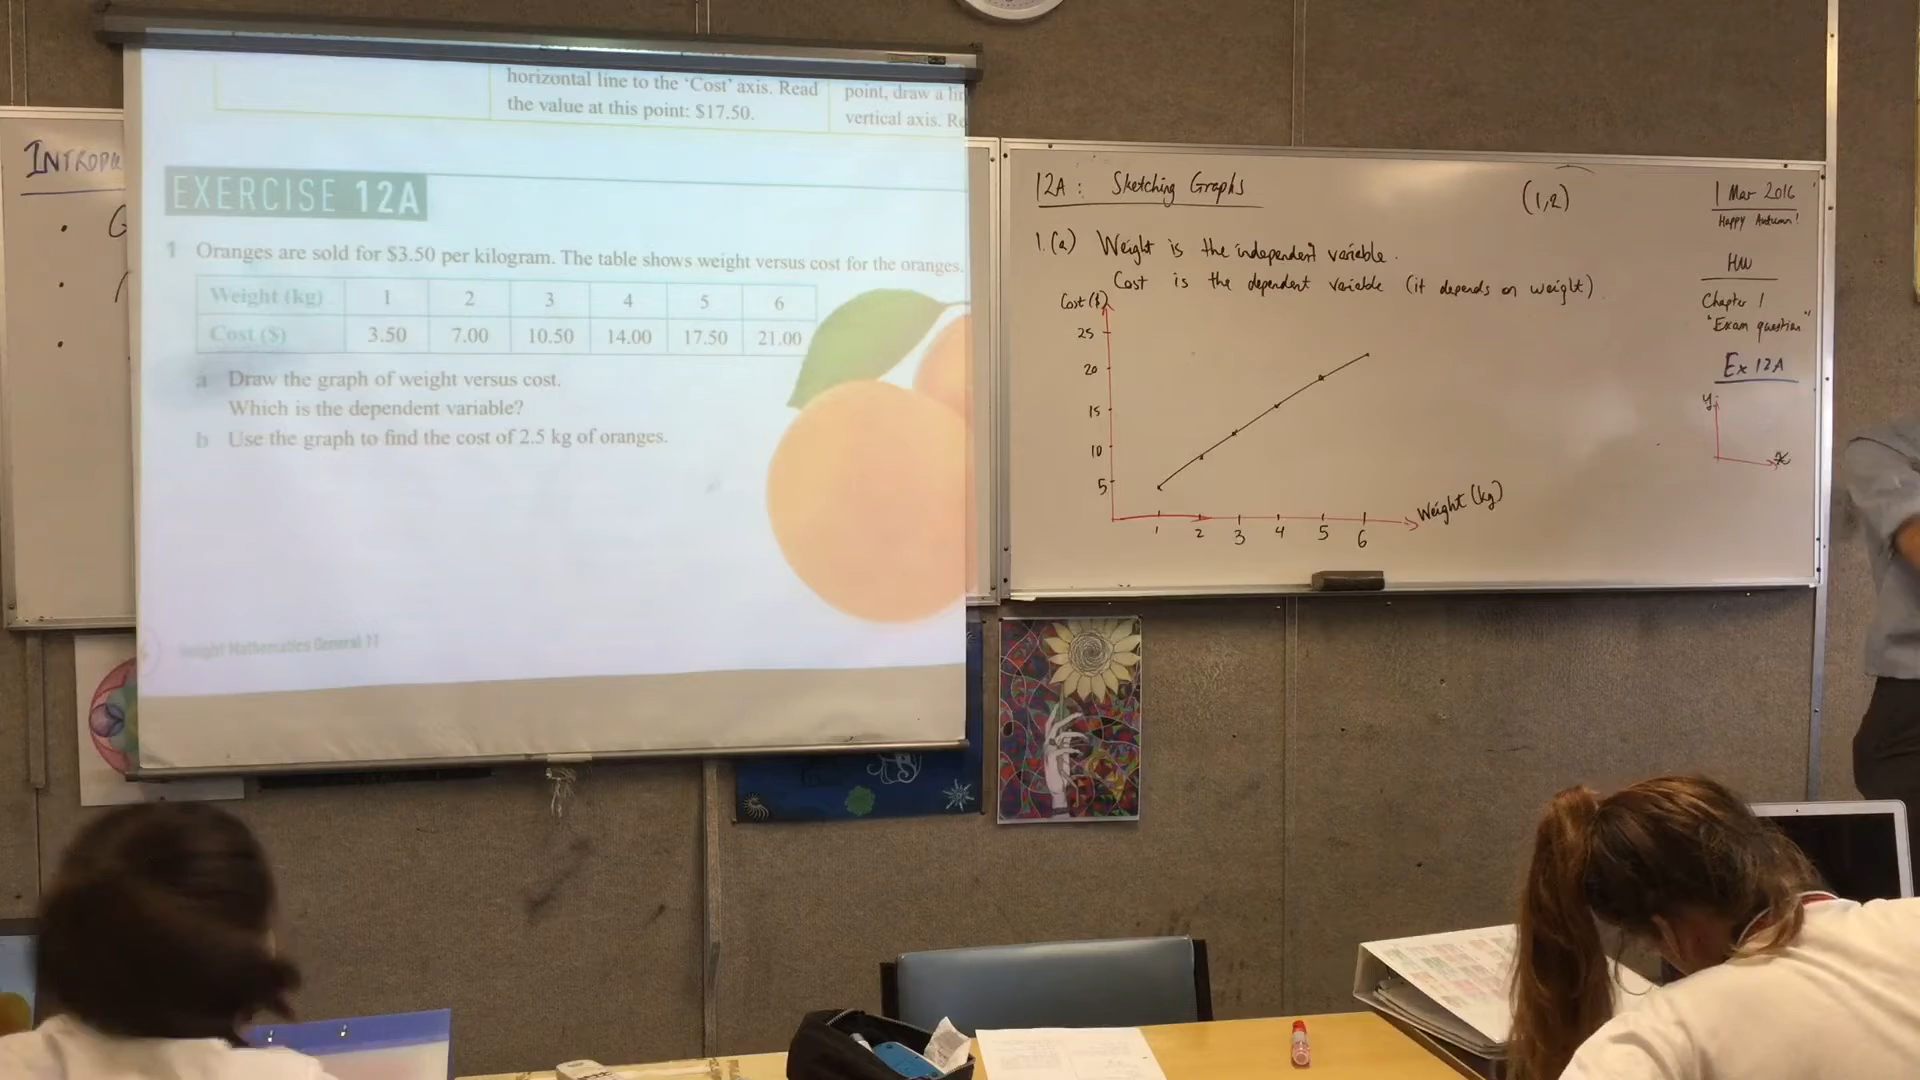 horizontal line to the 'Cost' axis. Read
the value at this point: $17.50.
point, draw a
vertical axis.
EXERCISE 12A
1 Oranges are sold for $3.50 per kilogram. The table shows weight versus cost for the oranges.
Weight (kg) 1 2 3 4 5 6
Cost ($) 3.50 7.00 10.50 14.00 17.50 21.00
a Draw the graph of weight versus cost.
Which is the dependent variable?
b Use the graph to find the cost of 2.5 kg of oranges.
Insight Mathematics General 11
12A: Sketching Graphs
(1,2)
1.(a) Weight is the independent variable.
Cost is the dependent variable (it depends on weight)
Cost ($)
25
20
15
10
5
1 2 3 4 5 6
Weight (kg)
1 Mar 2016
Happy Autumn!
HW
Chapter 1
"Exam question"
Ex 12A
y
x